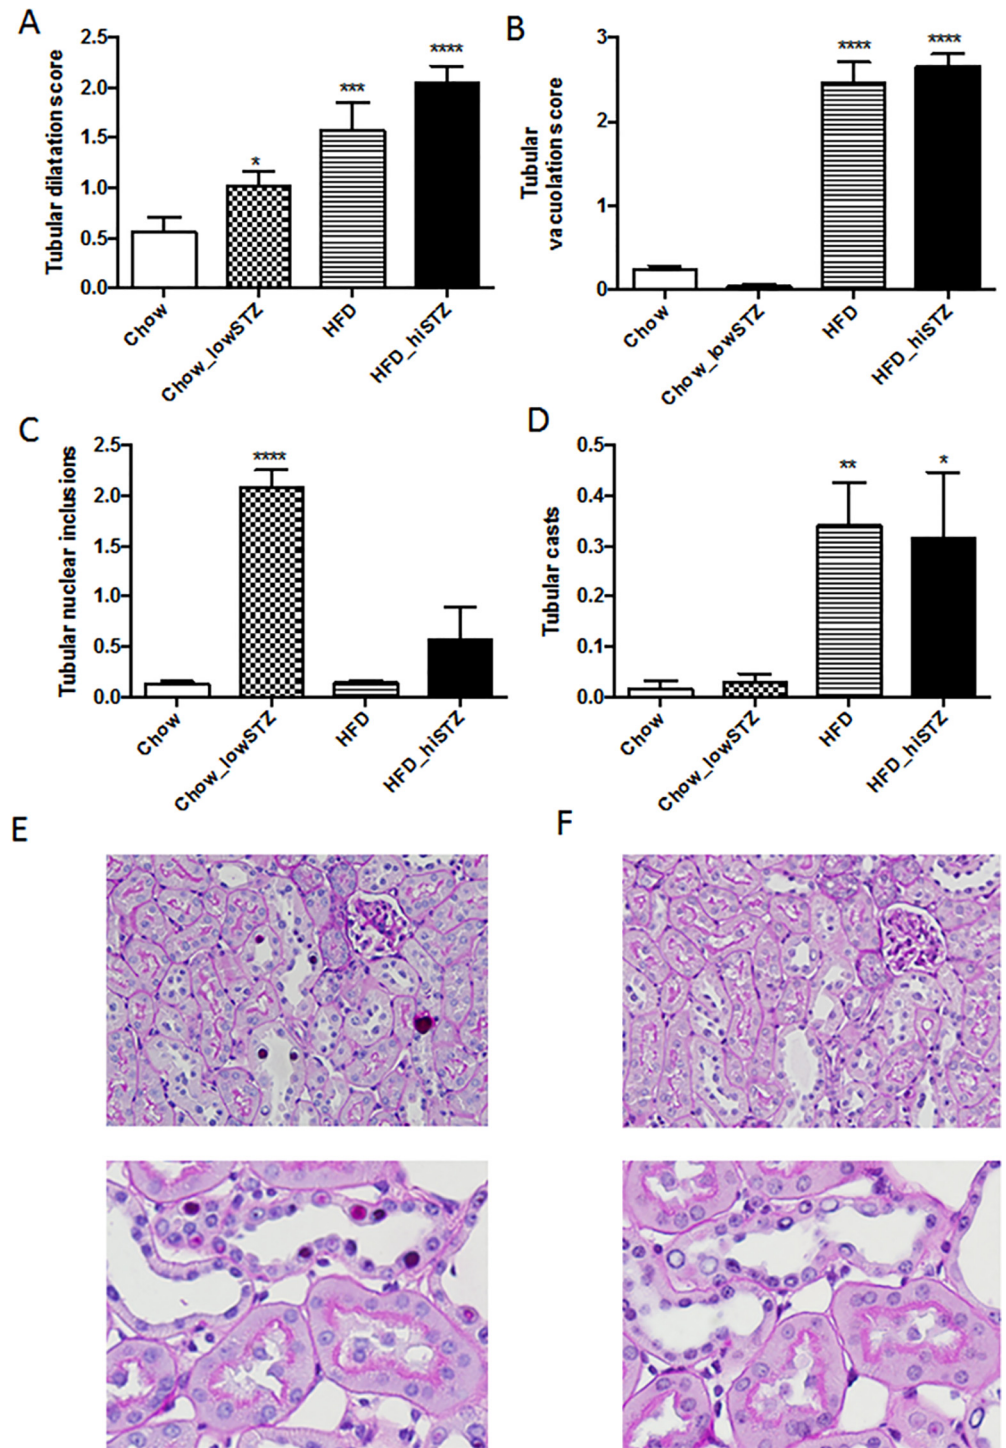 A
Tubular dilatation score
2.5
2.0
1.5
1.0
0.5
0.0
*
***
****
Chow
Chow_lowSTZ
HFD
HFD_hiSTZ
B
Tubular
vacuolation score
3
2
1
0
****
****
Chow
Chow_lowSTZ
HFD
HFD_hiSTZ
C
Tubular nuclear inclusions
2.5
2.0
1.5
1.0
0.5
0.0
****
Chow
Chow_lowSTZ
HFD
HFD_hiSTZ
D
Tubular casts
0.5
0.4
0.3
0.2
0.1
0.0
**
*
Chow
Chow_lowSTZ
HFD
HFD_hiSTZ
E
F